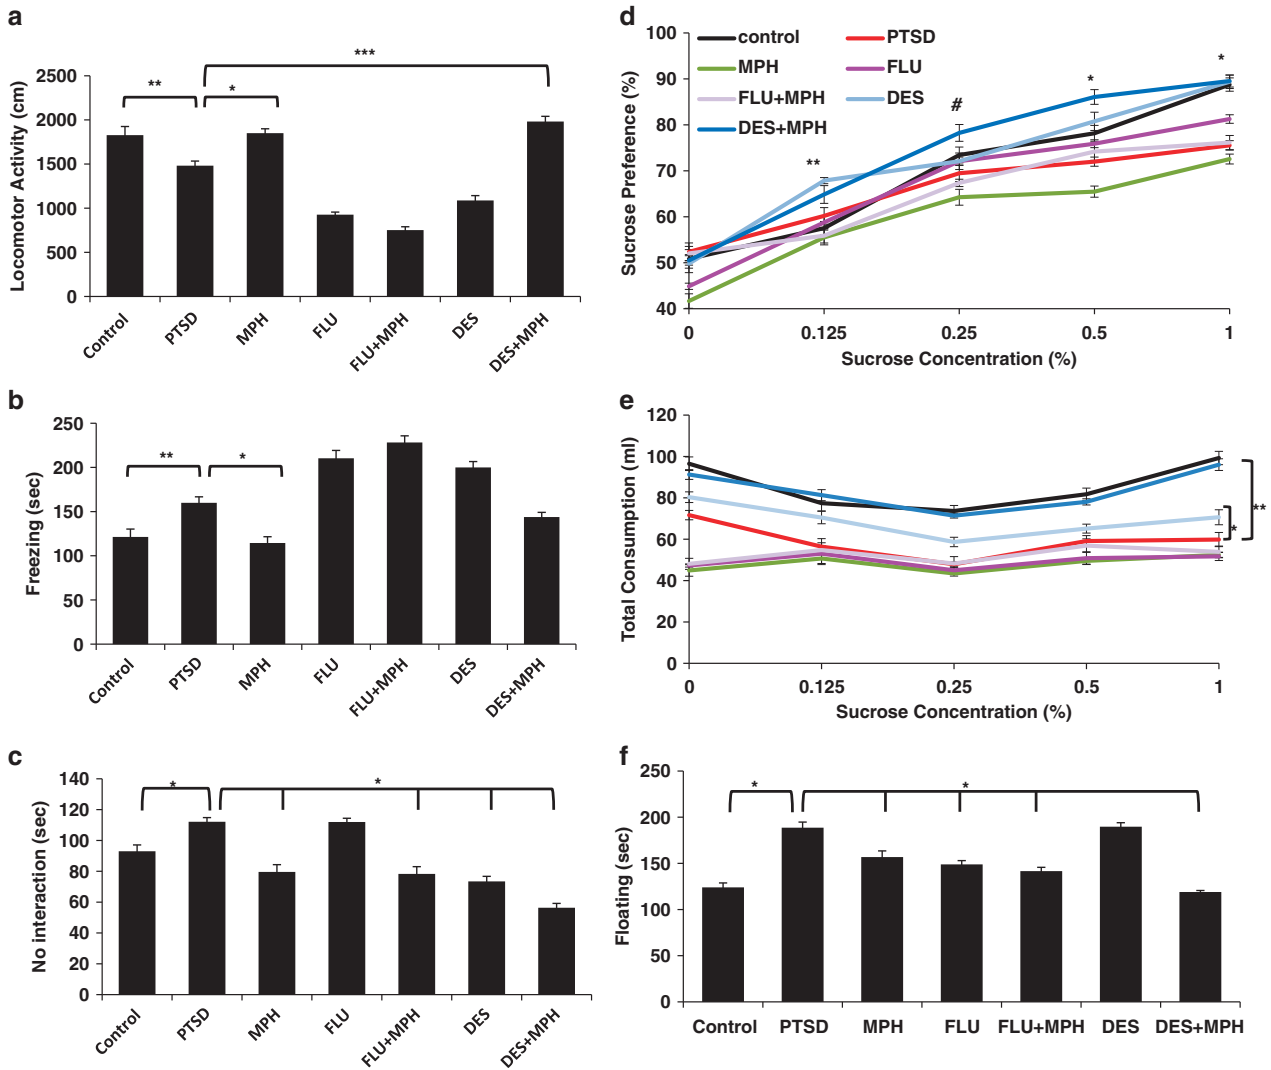 a
***
**
*
Locomotor Activity (cm)
2500
2000
1500
1000
500
0
Control
PTSD
MPH
FLU
FLU+MPH
DES
DES+MPH
b
**
*
Freezing (sec)
250
200
150
100
50
0
Control
PTSD
MPH
FLU
FLU+MPH
DES
DES+MPH
c
*
*
No interaction (sec)
140
120
100
80
60
40
20
0
Control
PTSD
MPH
FLU
FLU+MPH
DES
DES+MPH
d
control
PTSD
MPH
FLU
FLU+MPH
DES
DES+MPH
**
#
*
*
Sucrose Preference (%)
100
90
80
70
60
50
40
0
0.125
0.25
0.5
1
Sucrose Concentration (%)
e
Total Consumption (ml)
120
100
80
60
40
20
0
**
*
0
0.125
0.25
0.5
1
Sucrose Concentration (%)
f
*
*
Floating (sec)
250
200
150
100
50
0
Control
PTSD
MPH
FLU
FLU+MPH
DES
DES+MPH